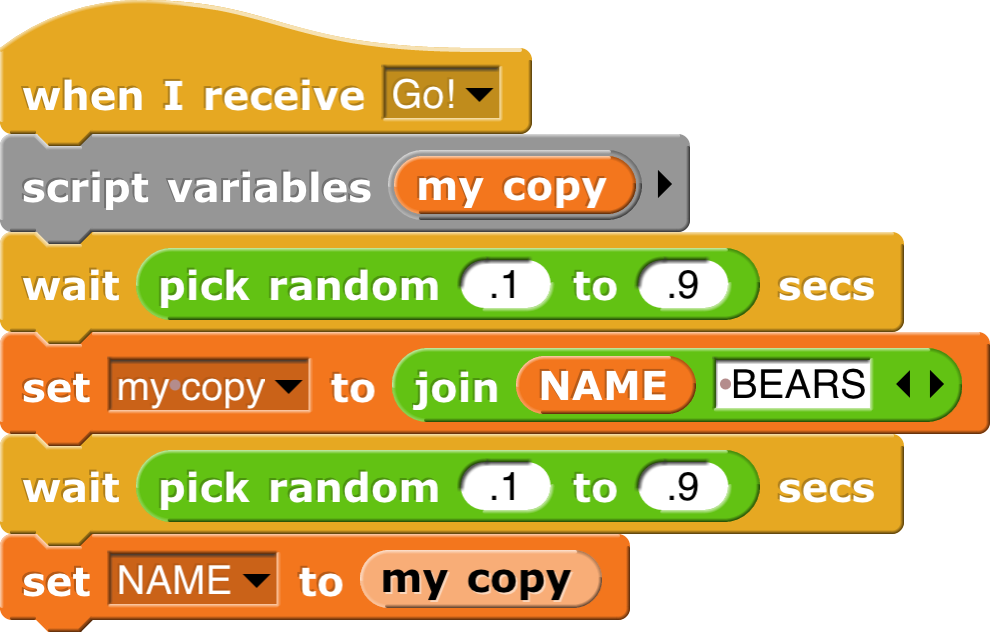 when I receive Go!
script variables my copy
wait pick random .1 to .9 secs
set my copy to join NAME BEARS
wait pick random .1 to .9 secs
set NAME to my copy